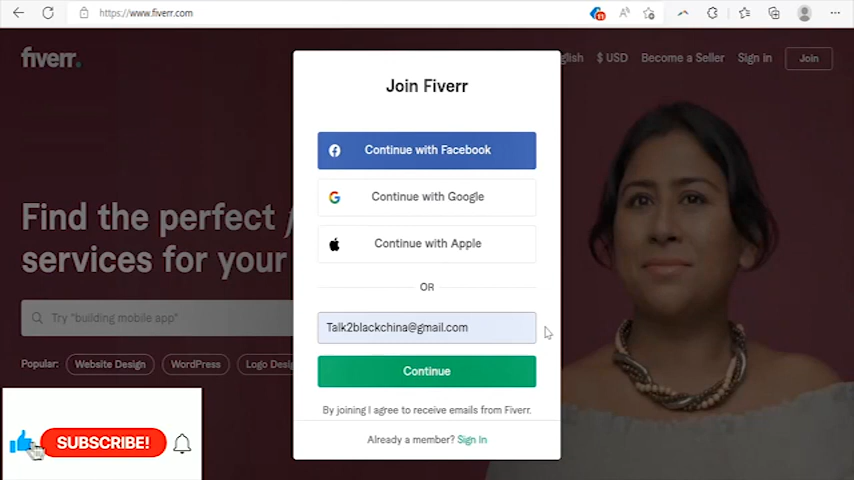 https://www.fiverr.com
11
fiverr.
glish
$ USD
Become a Seller
Sign in
Join
Join Fiverr
Continue with Facebook
Continue with Google
Continue with Apple
OR
Talk2blackchina@gmail.com
Continue
By joining I agree to receive emails from Fiverr.
Already a member? Sign In
Find the perfect f
services for your
Try "building mobile app"
Popular:
Website Design
WordPress
Logo Desig
SUBSCRIBE!